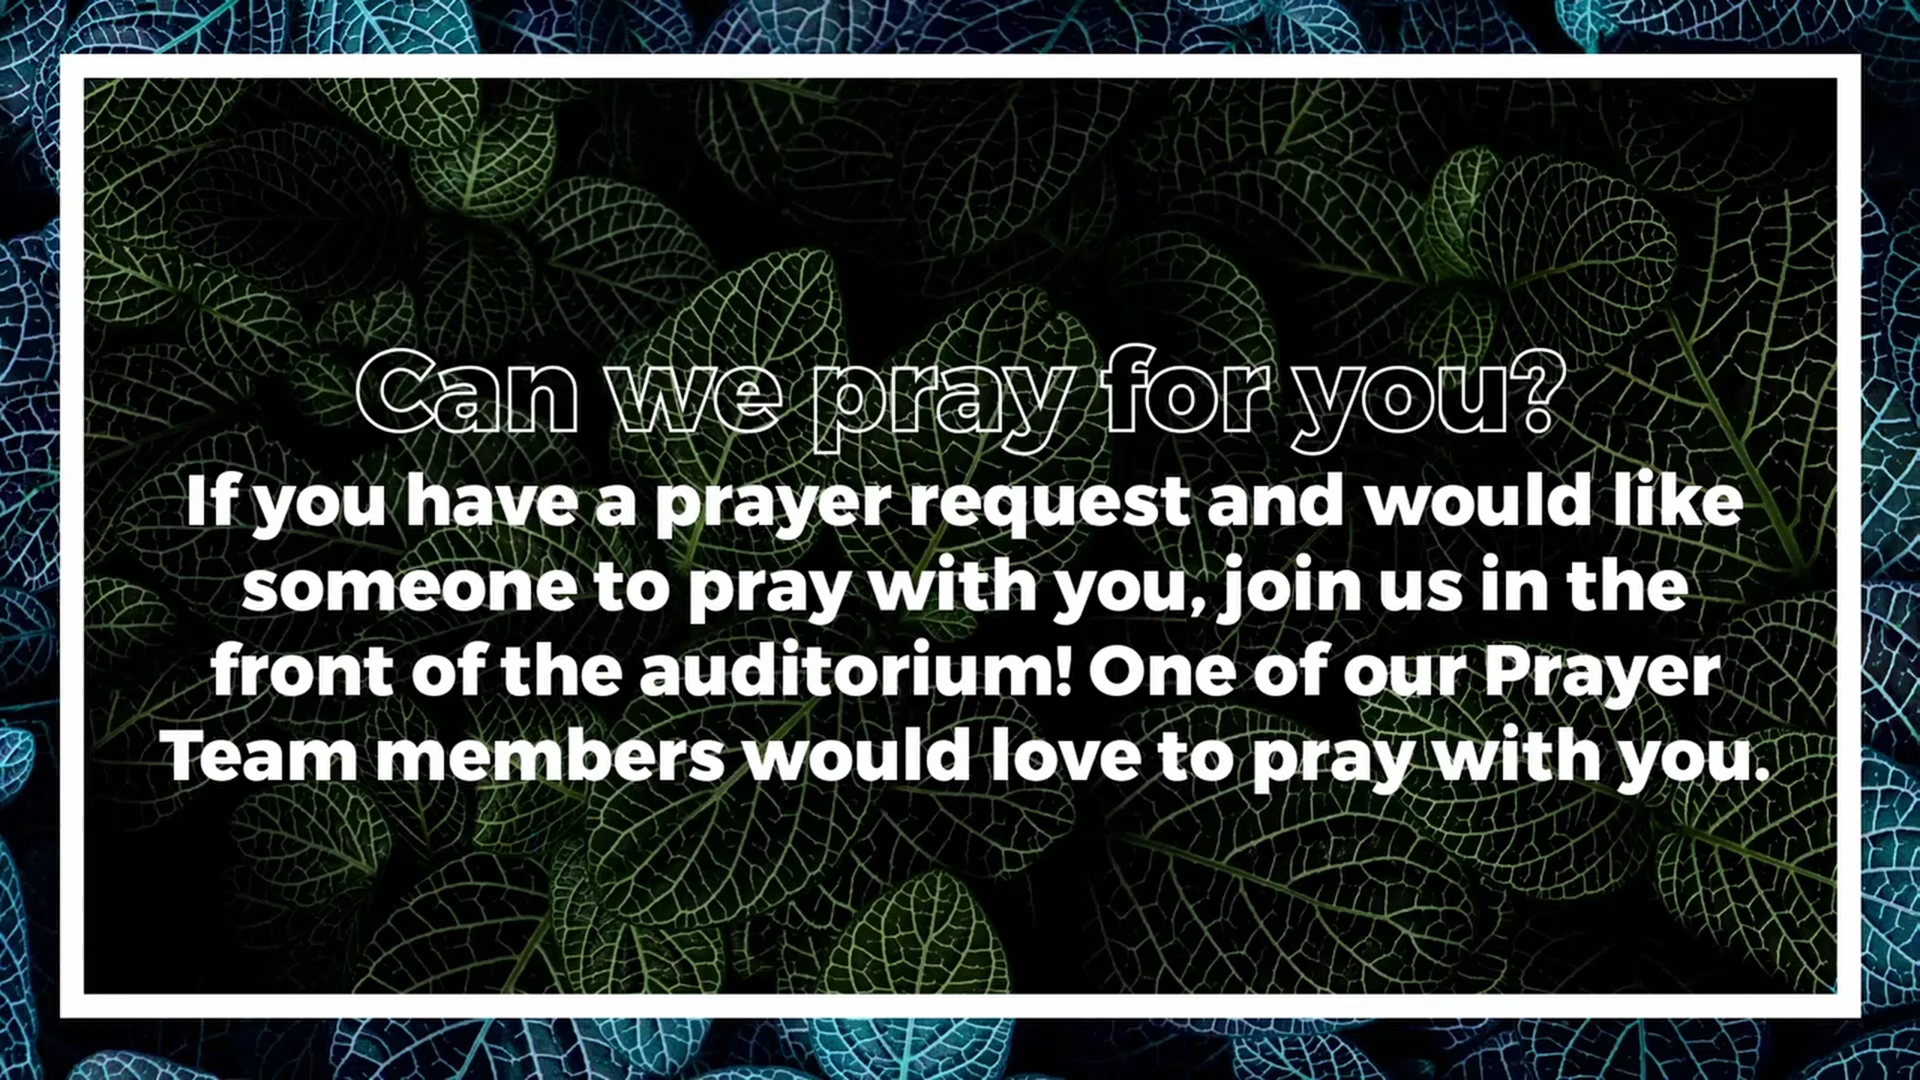 Can we pray for you?
If you have a prayer request and would like
someone to pray with you, join us in the
front of the auditorium! One of our Prayer
Team members would love to pray with you.